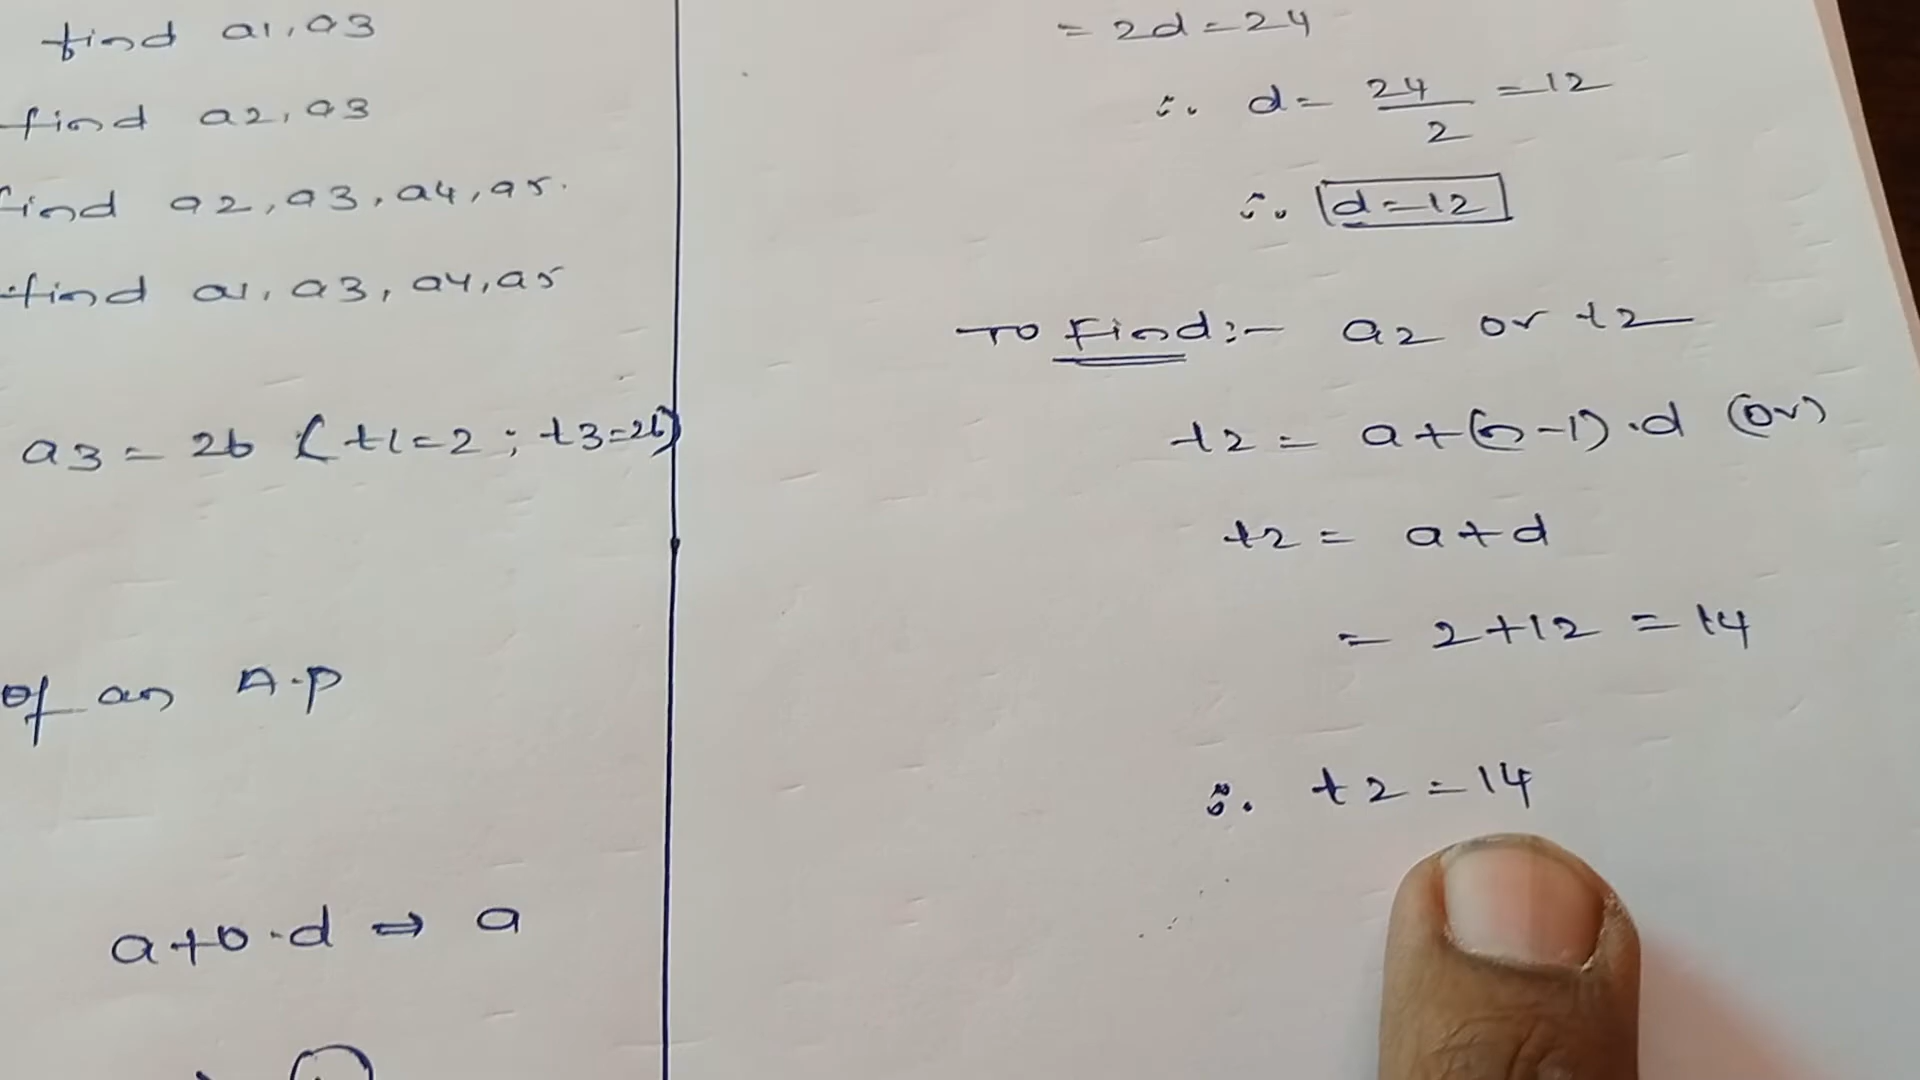 find a1, a3
find a2, a3
find a2, a3, a4, a5.
find a1, a3, a4, a5
a3 = 26 (t1 = 2 ; t3 = 26)
of an A.P
a+0.d ⇒ a
= 2d = 24
∴ d = 24/2 = 12
∴ d = 12
To Find:- a2 or t2
t2 = a+(n-1).d (or)
t2 = a+d
= 2+12 = 14
∴ t2 = 14